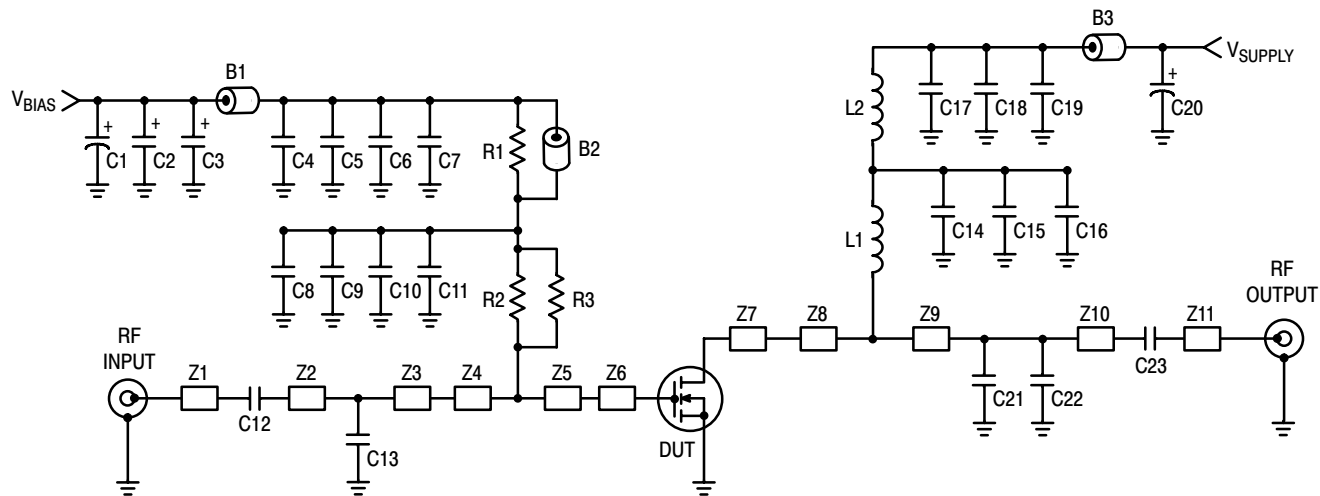 B3
V_SUPPLY
B1
V_BIAS
+
+
+
+
L2
C17
C18
C19
C20
C1
C2
C3
C4
C5
C6
C7
R1
B2
L1
C14
C15
C16
C8
C9
C10
C11
R2
R3
RF
OUTPUT
Z7
Z8
Z9
Z10
Z11
C23
RF
INPUT
Z1
Z2
Z3
Z4
Z5
Z6
C12
C21
C22
C13
DUT